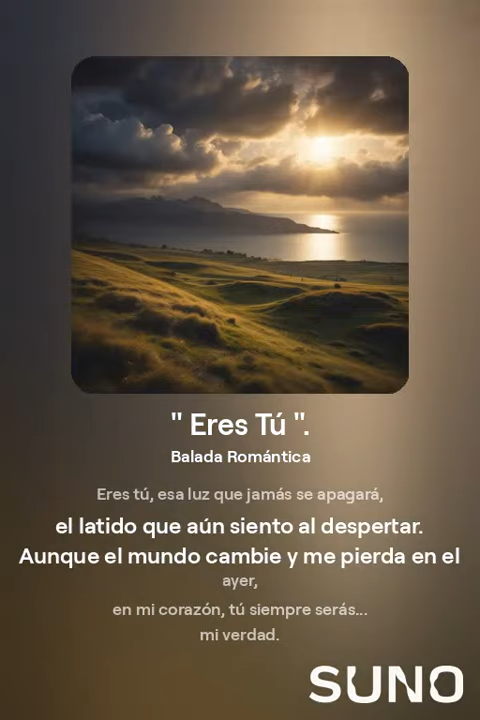 " Eres Tú ".
Balada Romántica
Eres tú, esa luz que jamás se apagará,
el latido que aún siento al despertar.
Aunque el mundo cambie y me pierda en el
ayer,
en mi corazón, tú siempre serás...
mi verdad.
SUNO